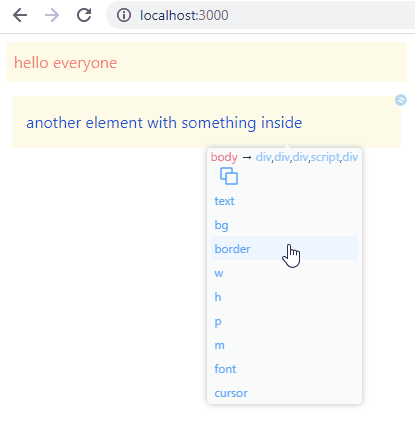 localhost:3000
hello everyone
another element with something inside
body → div,div,div,script,div
text
bg
border
w
h
p
m
font
cursor